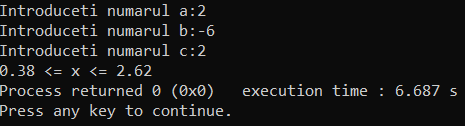 Introduceti numarul a:2
Introduceti numarul b:-6
Introduceti numarul c:2
0.38 <= x <= 2.62
Process returned 0 (0x0)   execution time : 6.687 s
Press any key to continue.